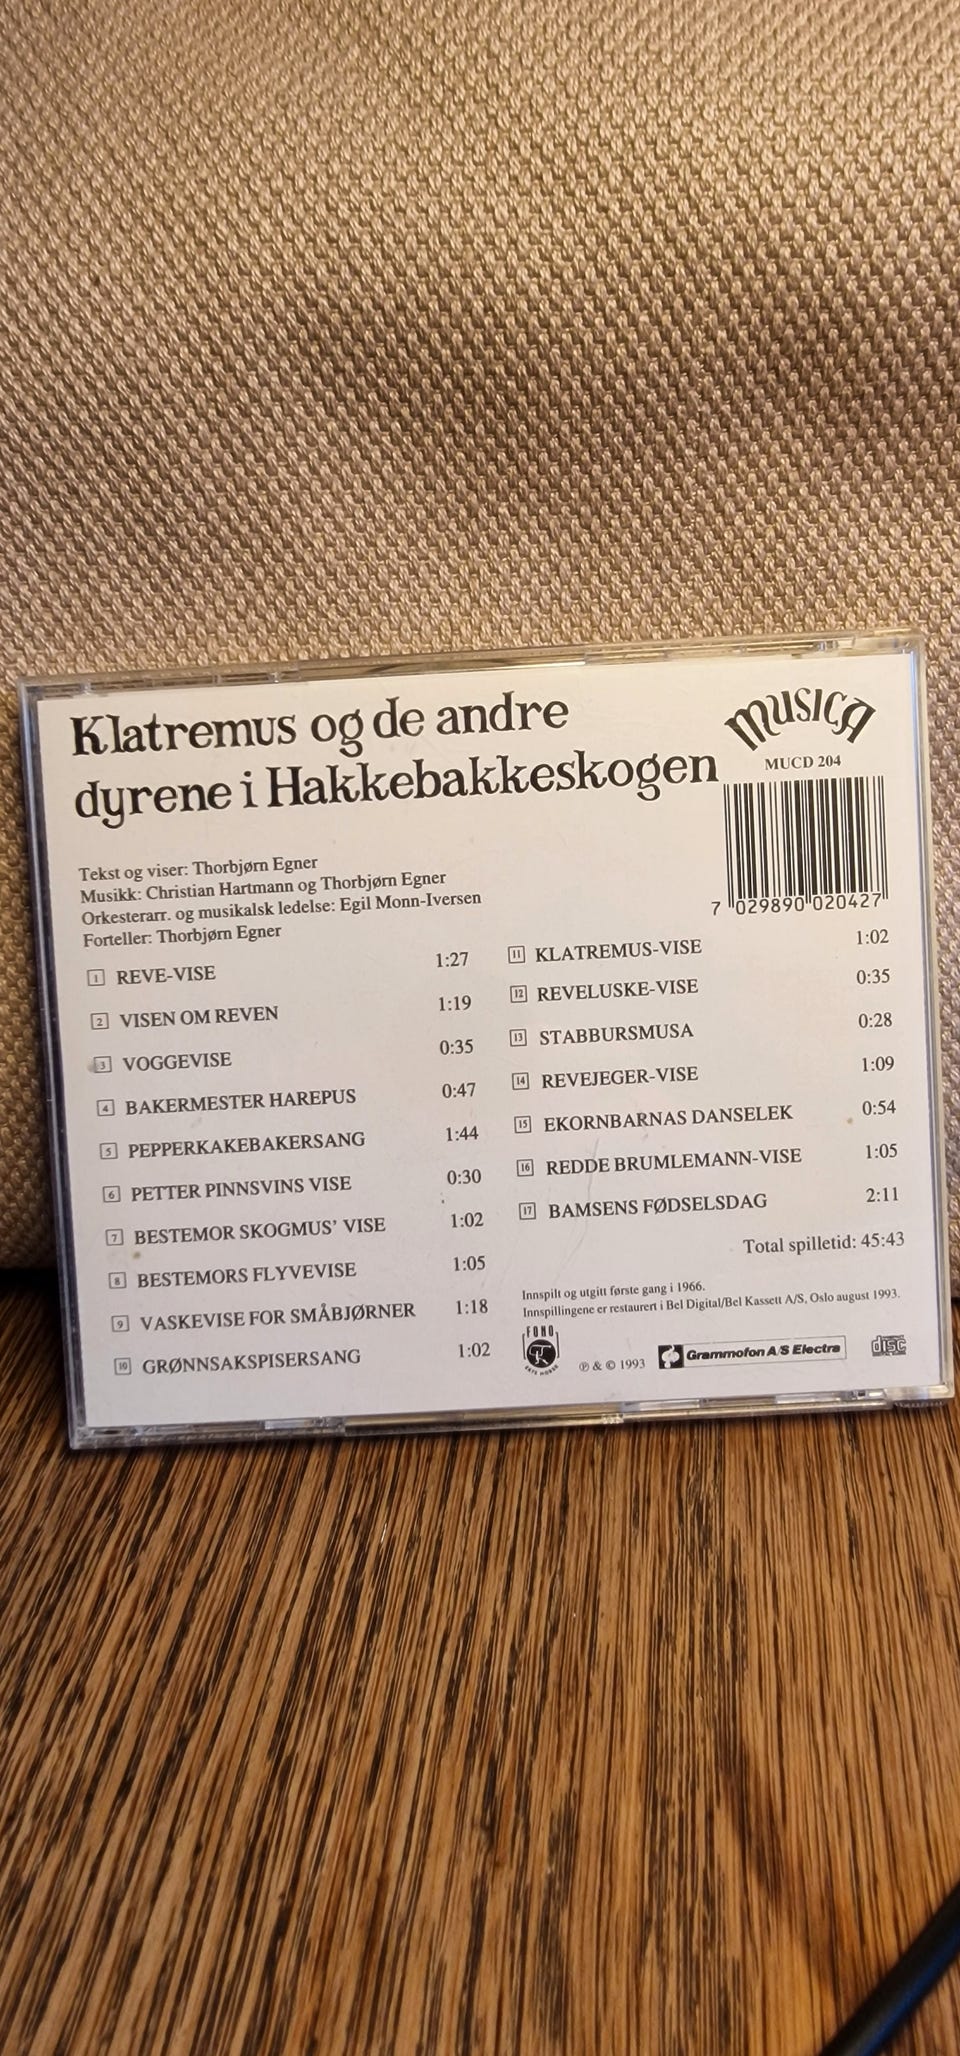 Klatremus og de andre
dyrene i Hakkebakkeskogen
musica
MUCD 204
7 029890 020427
Tekst og viser: Thorbjørn Egner
Musikk: Christian Hartmann og Thorbjørn Egner
Orkesterarr. og musikalsk ledelse: Egil Monn-Iversen
Forteller: Thorbjørn Egner
1 REVE-VISE 1:27
2 VISEN OM REVEN 1:19
3 VOGGEVISE 0:35
4 BAKERMESTER HAREPUS 0:47
5 PEPPERKAKEBAKERSANG 1:44
6 PETTER PINNSVINS VISE 0:30
7 BESTEMOR SKOGMUS' VISE 1:02
8 BESTEMORS FLYVEVISE 1:05
9 VASKEVISE FOR SMÅBJØRNER 1:18
10 GRØNNSAKSPISERSANG 1:02
11 KLATREMUS-VISE 1:02
12 REVELUSKE-VISE 0:35
13 STABBURSMUSA 0:28
14 REVEJEGER-VISE 1:09
15 EKORNBARNAS DANSELEK 0:54
16 REDDE BRUMLEMANN-VISE 1:05
17 BAMSENS FØDSELSDAG 2:11
Total spilletid: 45:43
Innspilt og utgitt første gang i 1966.
Innspillingene er restaurert i Bel Digital/Bel Kassett A/S, Oslo august 1993.
FONO
℗ & © 1993
Grammofon A/S Electra
disc